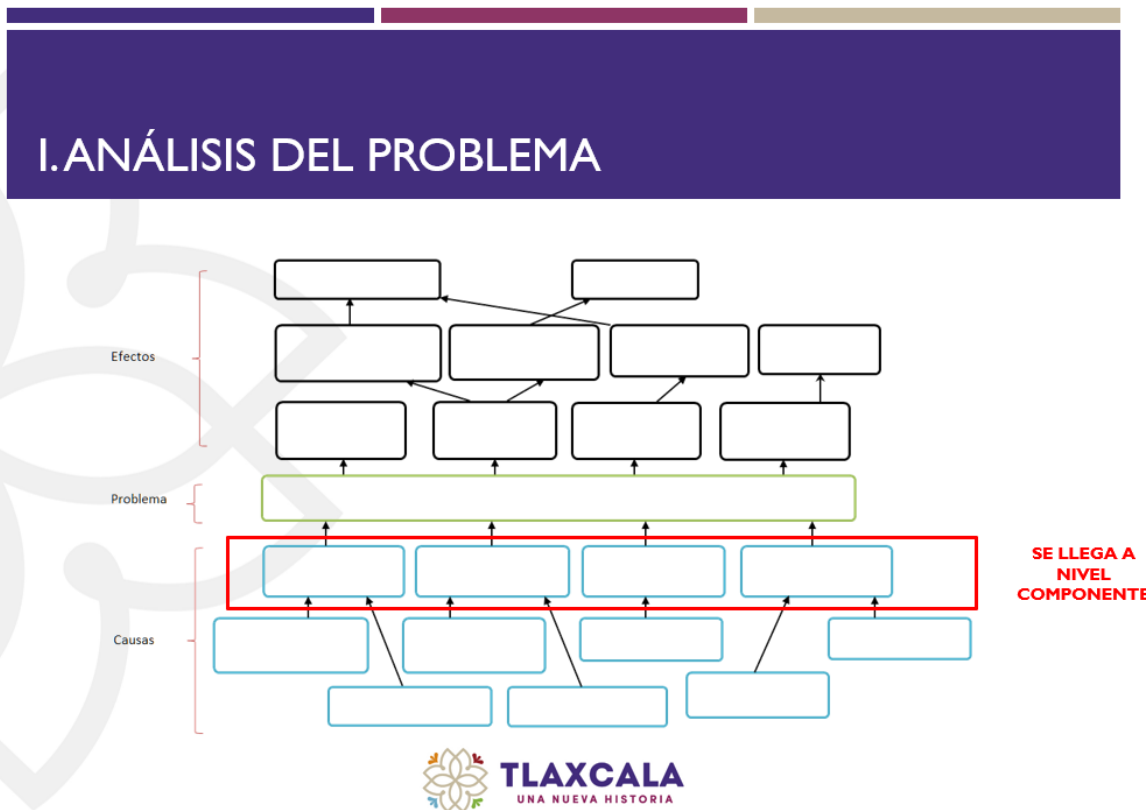 I. ANÁLISIS DEL PROBLEMA
Efectos
Problema
Causas
SE LLEGA A
NIVEL
COMPONENTE
TLAXCALA
UNA NUEVA HISTORIA